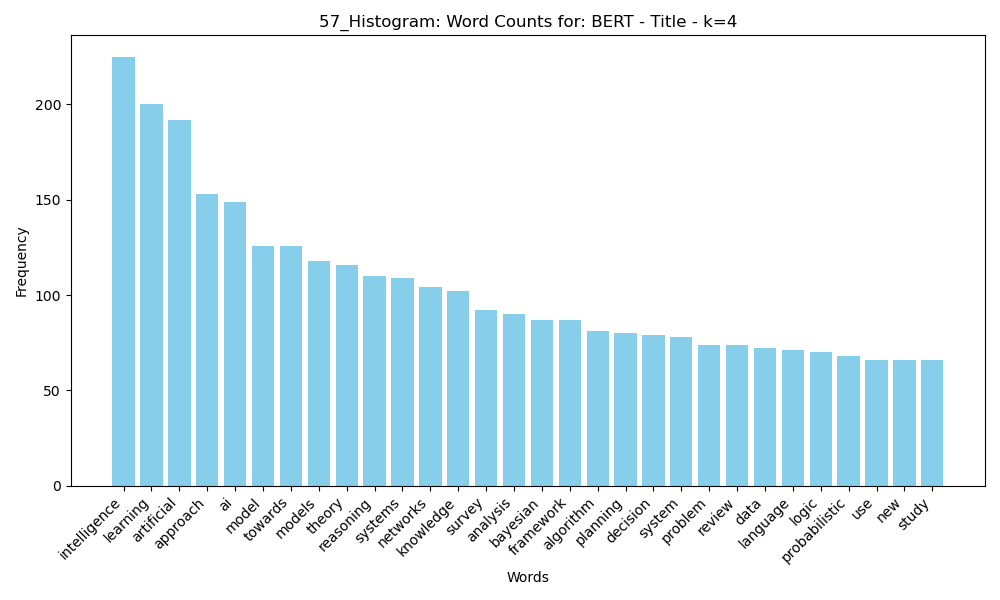 57_Histogram: Word Counts for: BERT - Title - k=4
Frequency
200
150
100
50
0
intelligence
learning
artificial
approach
ai
model
towards
models
theory
reasoning
systems
networks
knowledge
survey
analysis
bayesian
framework
algorithm
planning
decision
system
problem
review
data
language
logic
probabilistic
use
new
study
Words